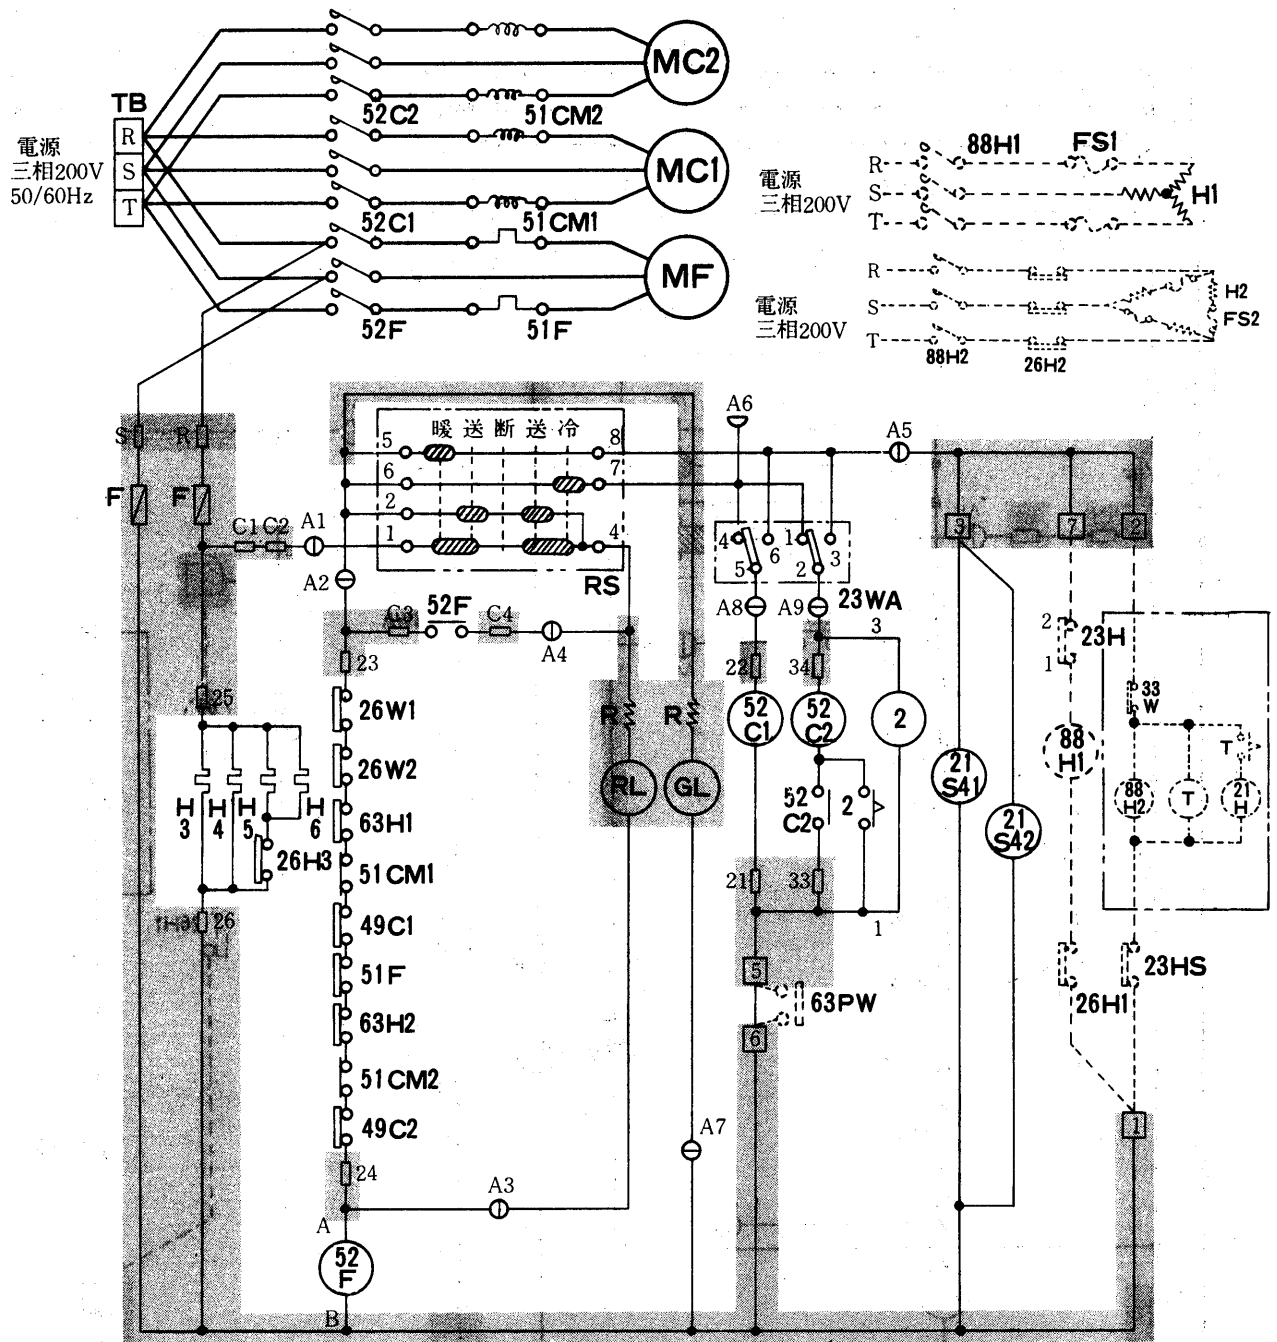 MC2
TB
52C2
51CM2
R
電源
三相200V
50/60Hz
S
MC1
T
52C1
51CM1
MF
52F
51F
88H1
FS1
R
電源
三相200V
S
H1
T
R
H2
電源
三相200V
S
FS2
T
88H2
26H2
A6
S
R
5
暖 送 断 送 冷
8
A5
6
7
F
F
2
C1
C2
A1
1
4
3
7
2
RS
4
6
1
3
5
2
A2
A8
A9
23WA
C3
52F
C4
A4
3
2
23H
1
23
22
34
25
26W1
R
R
52
C1
52
C2
2
33
W
88
H1
T
26W2
RL
GL
21
S41
88
H2
T
21
H
H
3
H
4
H
5
H
6
63H1
52
C2
2
21
S42
26H3
51CM1
21
33
26
49C1
1
51F
5
23HS
26H1
63PW
63H2
6
51CM2
49C2
1
A7
24
A3
A
52
F
B